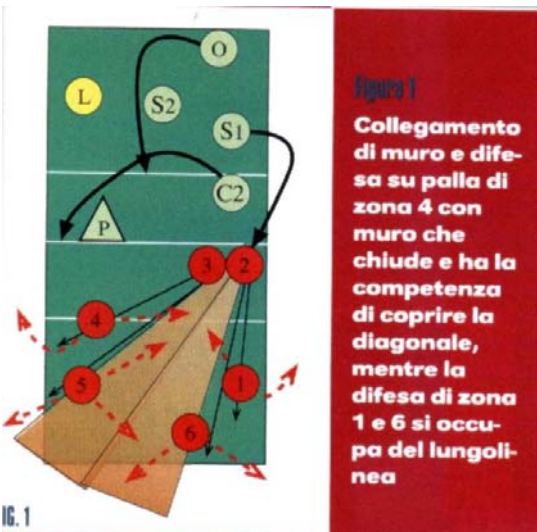 O
L
S2
S1
C2
P
3
2
4
5
1
6
IG. 1
Figura 1
Collegamento
di muro e dife-
sa su palla di
zona 4 con
muro che
chiude e ha la
competenza
di coprire la
diagonale,
mentre la
difesa di zona
1 e 6 si occu-
pa del lungoli-
nea